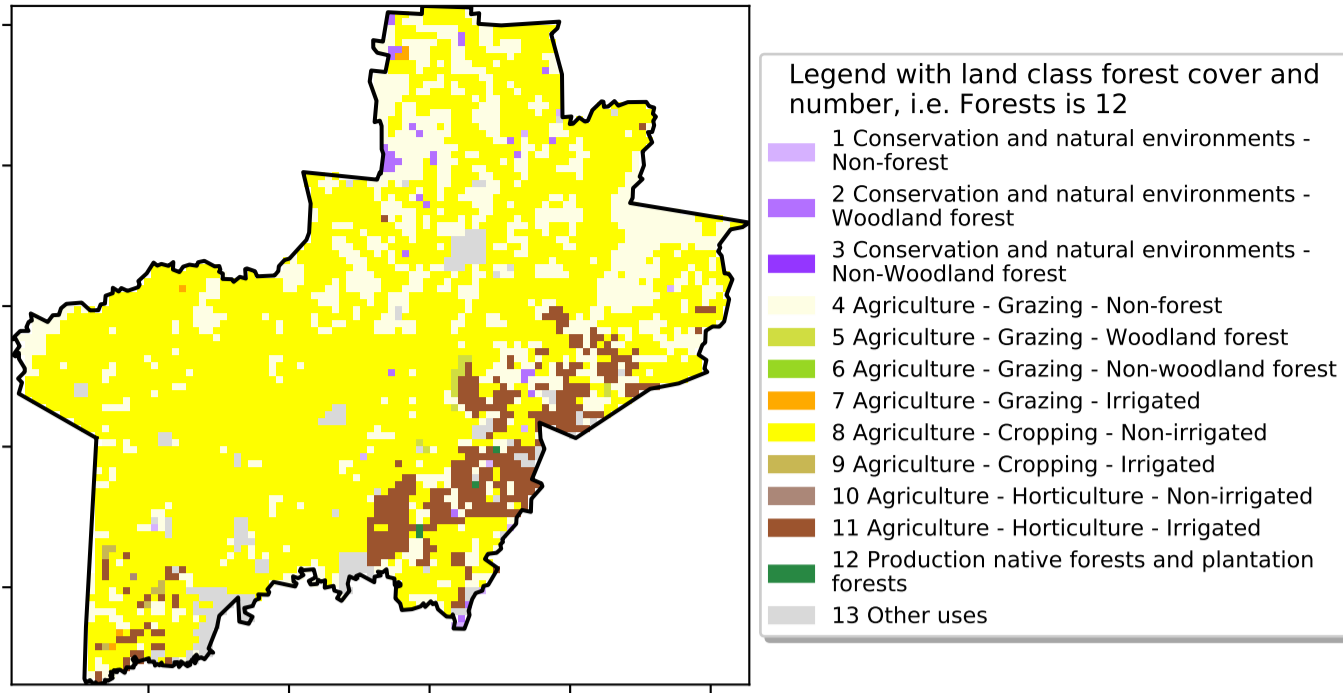 Legend with land class forest cover and
number, i.e. Forests is 12
1 Conservation and natural environments -
Non-forest
2 Conservation and natural environments -
Woodland forest
3 Conservation and natural environments -
Non-Woodland forest
4 Agriculture - Grazing - Non-forest
5 Agriculture - Grazing - Woodland forest
6 Agriculture - Grazing - Non-woodland forest
7 Agriculture - Grazing - Irrigated
8 Agriculture - Cropping - Non-irrigated
9 Agriculture - Cropping - Irrigated
10 Agriculture - Horticulture - Non-irrigated
11 Agriculture - Horticulture - Irrigated
12 Production native forests and plantation
forests
13 Other uses